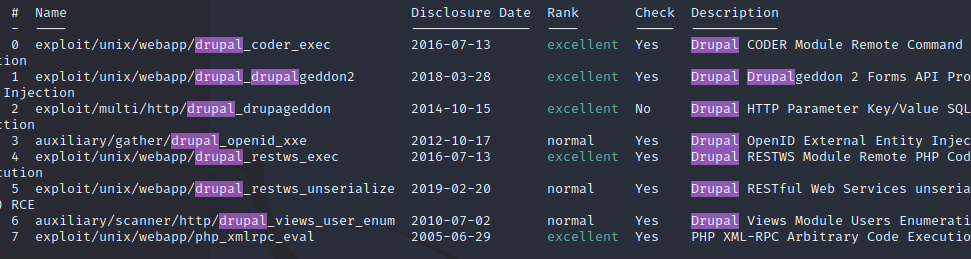 # Name Disclosure Date Rank Check Description
- ---- --------------- ---- ----- -----------
0 exploit/unix/webapp/drupal_coder_exec 2016-07-13 excellent Yes Drupal CODER Module Remote Command
tion
1 exploit/unix/webapp/drupal_drupalgeddon2 2018-03-28 excellent Yes Drupal Drupalgeddon 2 Forms API Pro
Injection
2 exploit/multi/http/drupal_drupageddon 2014-10-15 excellent No Drupal HTTP Parameter Key/Value SQL
ction
3 auxiliary/gather/drupal_openid_xxe 2012-10-17 normal Yes Drupal OpenID External Entity Injec
4 exploit/unix/webapp/drupal_restws_exec 2016-07-13 excellent Yes Drupal RESTWS Module Remote PHP Cod
cution
5 exploit/unix/webapp/drupal_restws_unserialize 2019-02-20 normal Yes Drupal RESTful Web Services unseria
) RCE
6 auxiliary/scanner/http/drupal_views_user_enum 2010-07-02 normal Yes Drupal Views Module Users Enumerati
7 exploit/unix/webapp/php_xmlrpc_eval 2005-06-29 excellent Yes PHP XML-RPC Arbitrary Code Executio